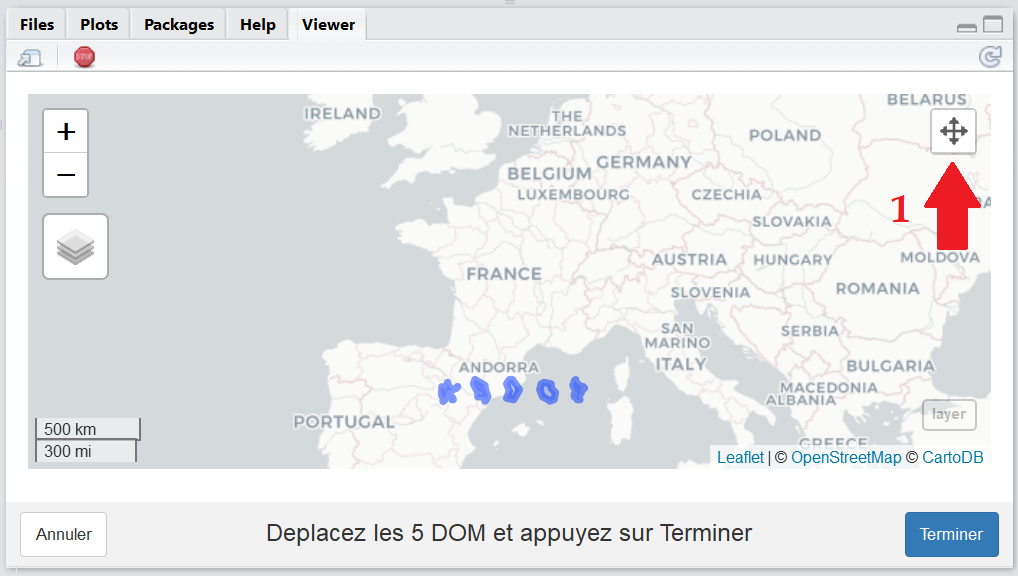 Files Plots Packages Help Viewer
STOP
+
−
IRELAND
THE
NETHERLANDS
BELARUS
POLAND
GERMANY
BELGIUM
LUXEMBOURG
CZECHIA
1
SLOVAKIA
AUSTRIA
HUNGARY
MOLDOVA
FRANCE
SLOVENIA
ROMANIA
SAN
MARINO
SERBIA
ITALY
ANDORRA
BULGARIA
MACEDONIA
ALBANIA
PORTUGAL
layer
GREECE
500 km
300 mi
Leaflet | © OpenStreetMap © CartoDB
Annuler
Deplacez les 5 DOM et appuyez sur Terminer
Terminer